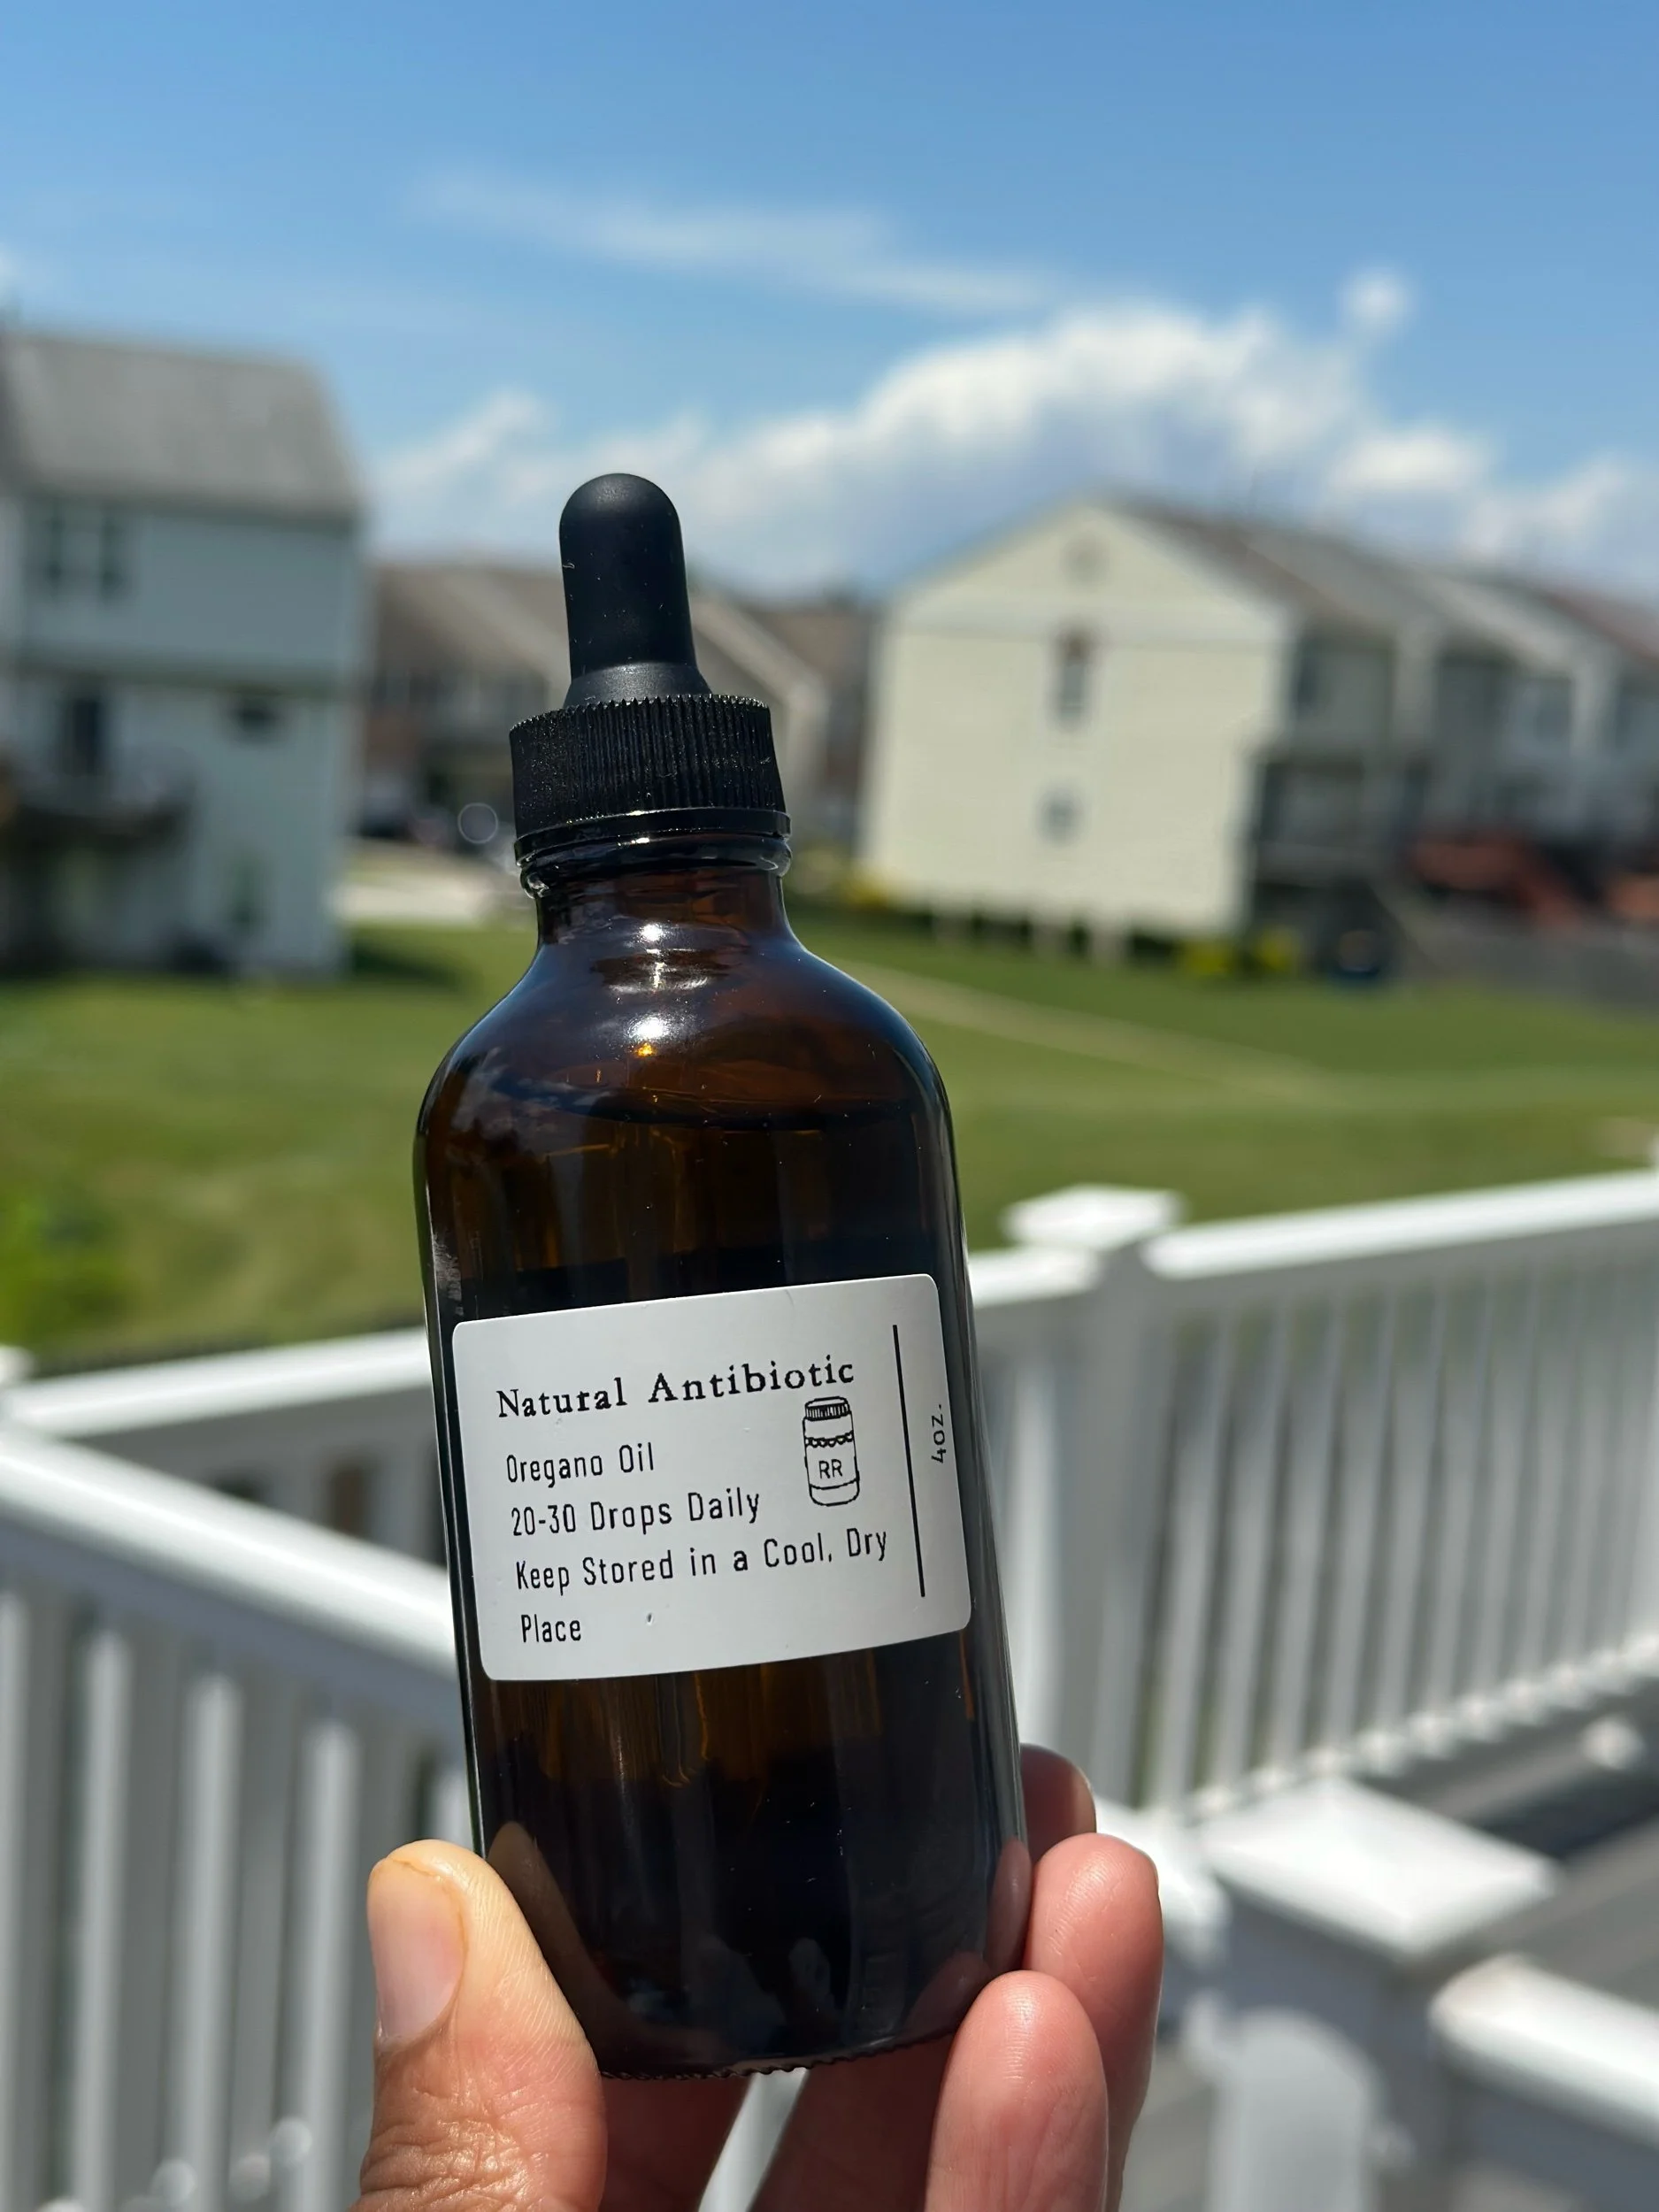 Natural Antibiotic
Oregano Oil
20-30 Drops Daily
Keep Stored in a Cool, Dry
Place
RR
4oz.